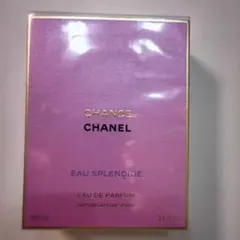 CHANCE
CHANEL
EAU SPLENDIDE
EAU DE PARFUM